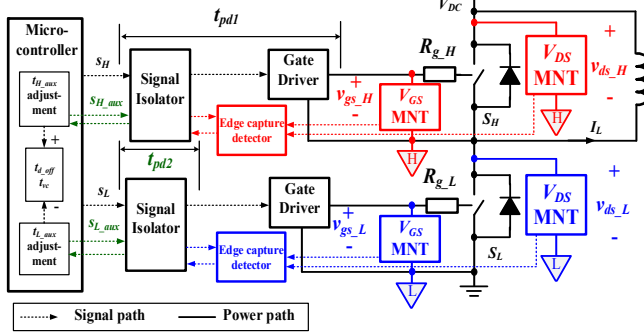 V_DC
t_pd1
Micro-
controller
t_H_aux
adjust-
ment
+
t_d_off
t_vc
-
t_L_aux
adjust-
ment
s_H
s_H_aux
s_L
s_L_aux
Signal
Isolator
t_pd2
Signal
Isolator
Gate
Driver
Edge capture
detector
Gate
Driver
Edge capture
detector
+
v_gs_H
-
V_GS
MNT
H
R_g_H
S_H
V_DS
MNT
H
+
v_ds_H
-
I_L
+
v_gs_L
-
V_GS
MNT
L
R_g_L
S_L
V_DS
MNT
L
+
v_ds_L
-
Signal path
Power path